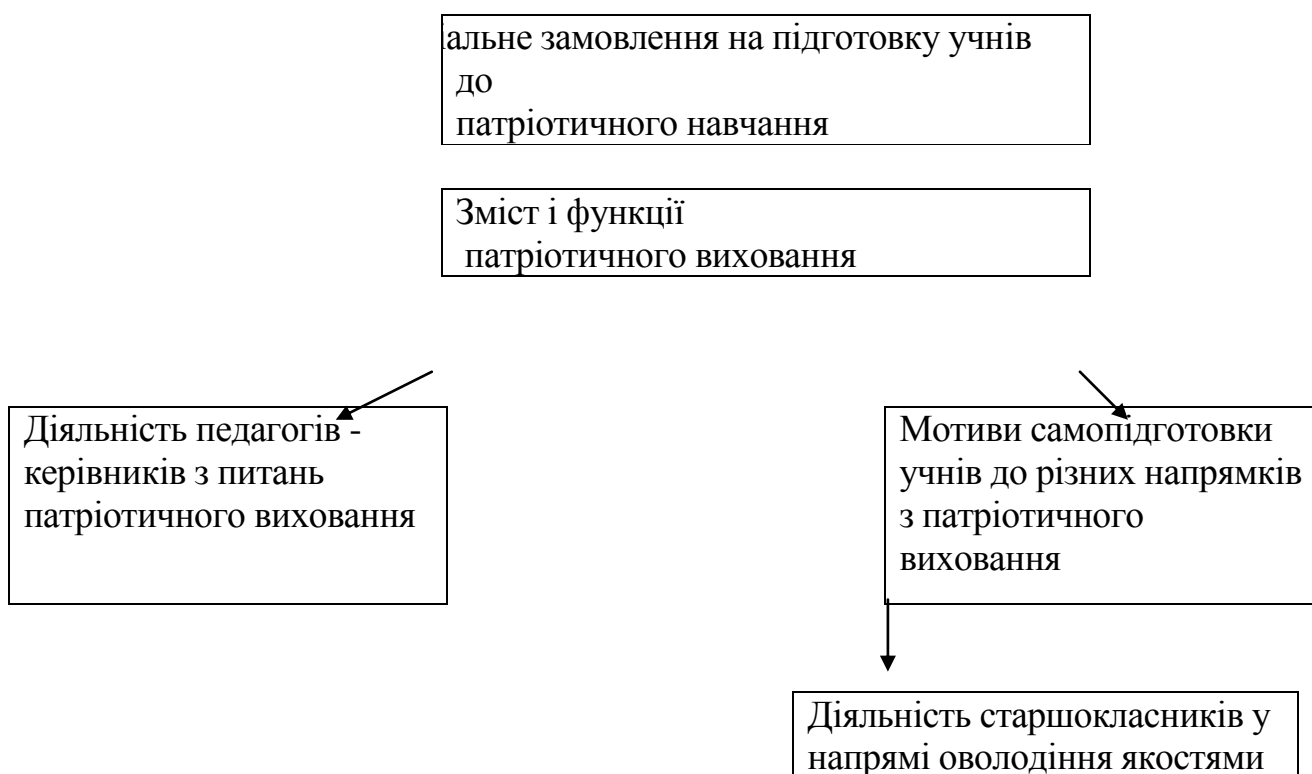 іальне замовлення на підготовку учнів
до
патріотичного навчання
Зміст і функції
патріотичного виховання
Діяльність педагогів -
керівників з питань
патріотичного виховання
Мотиви самопідготовки
учнів до різних напрямків
з патріотичного
виховання
Діяльність старшокласників у
напрямі оволодіння якостями